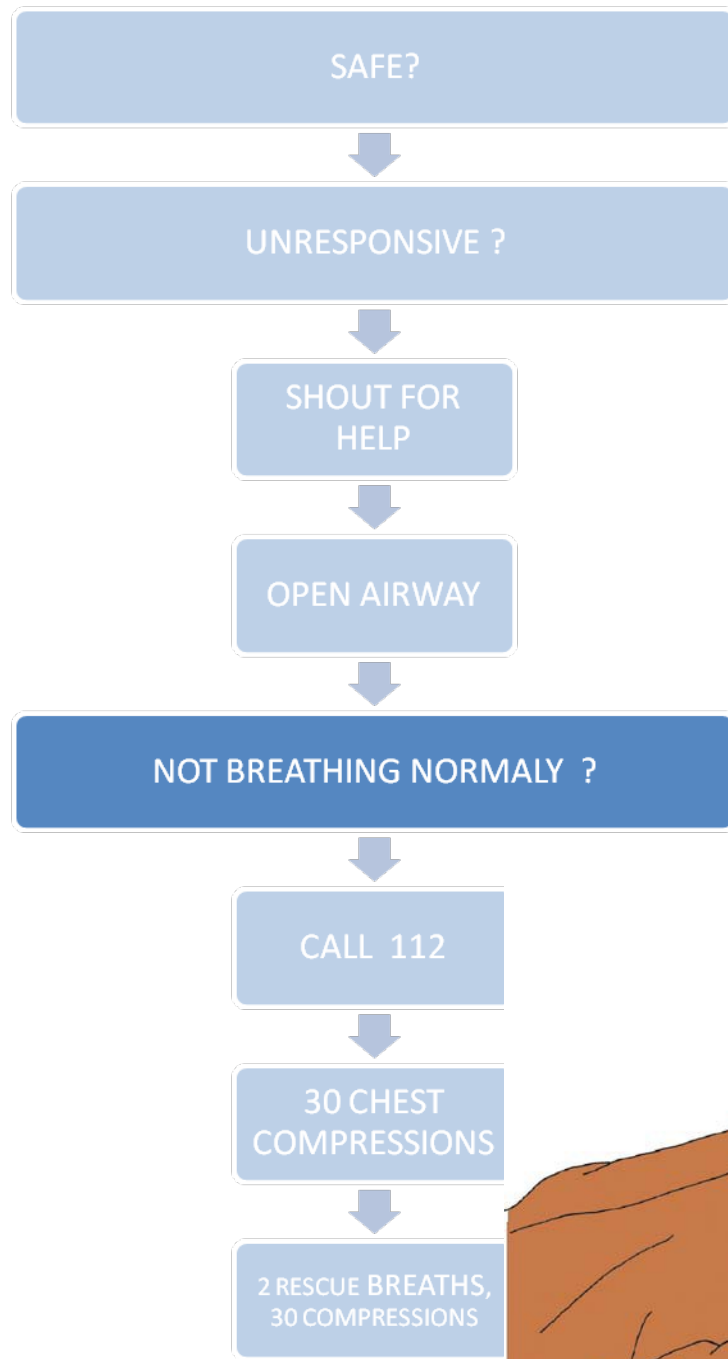 SAFE?
UNRESPONSIVE ?
SHOUT FOR
HELP
OPEN AIRWAY
NOT BREATHING NORMALY ?
CALL 112
30 CHEST
COMPRESSIONS
2 RESCUE BREATHS,
30 COMPRESSIONS